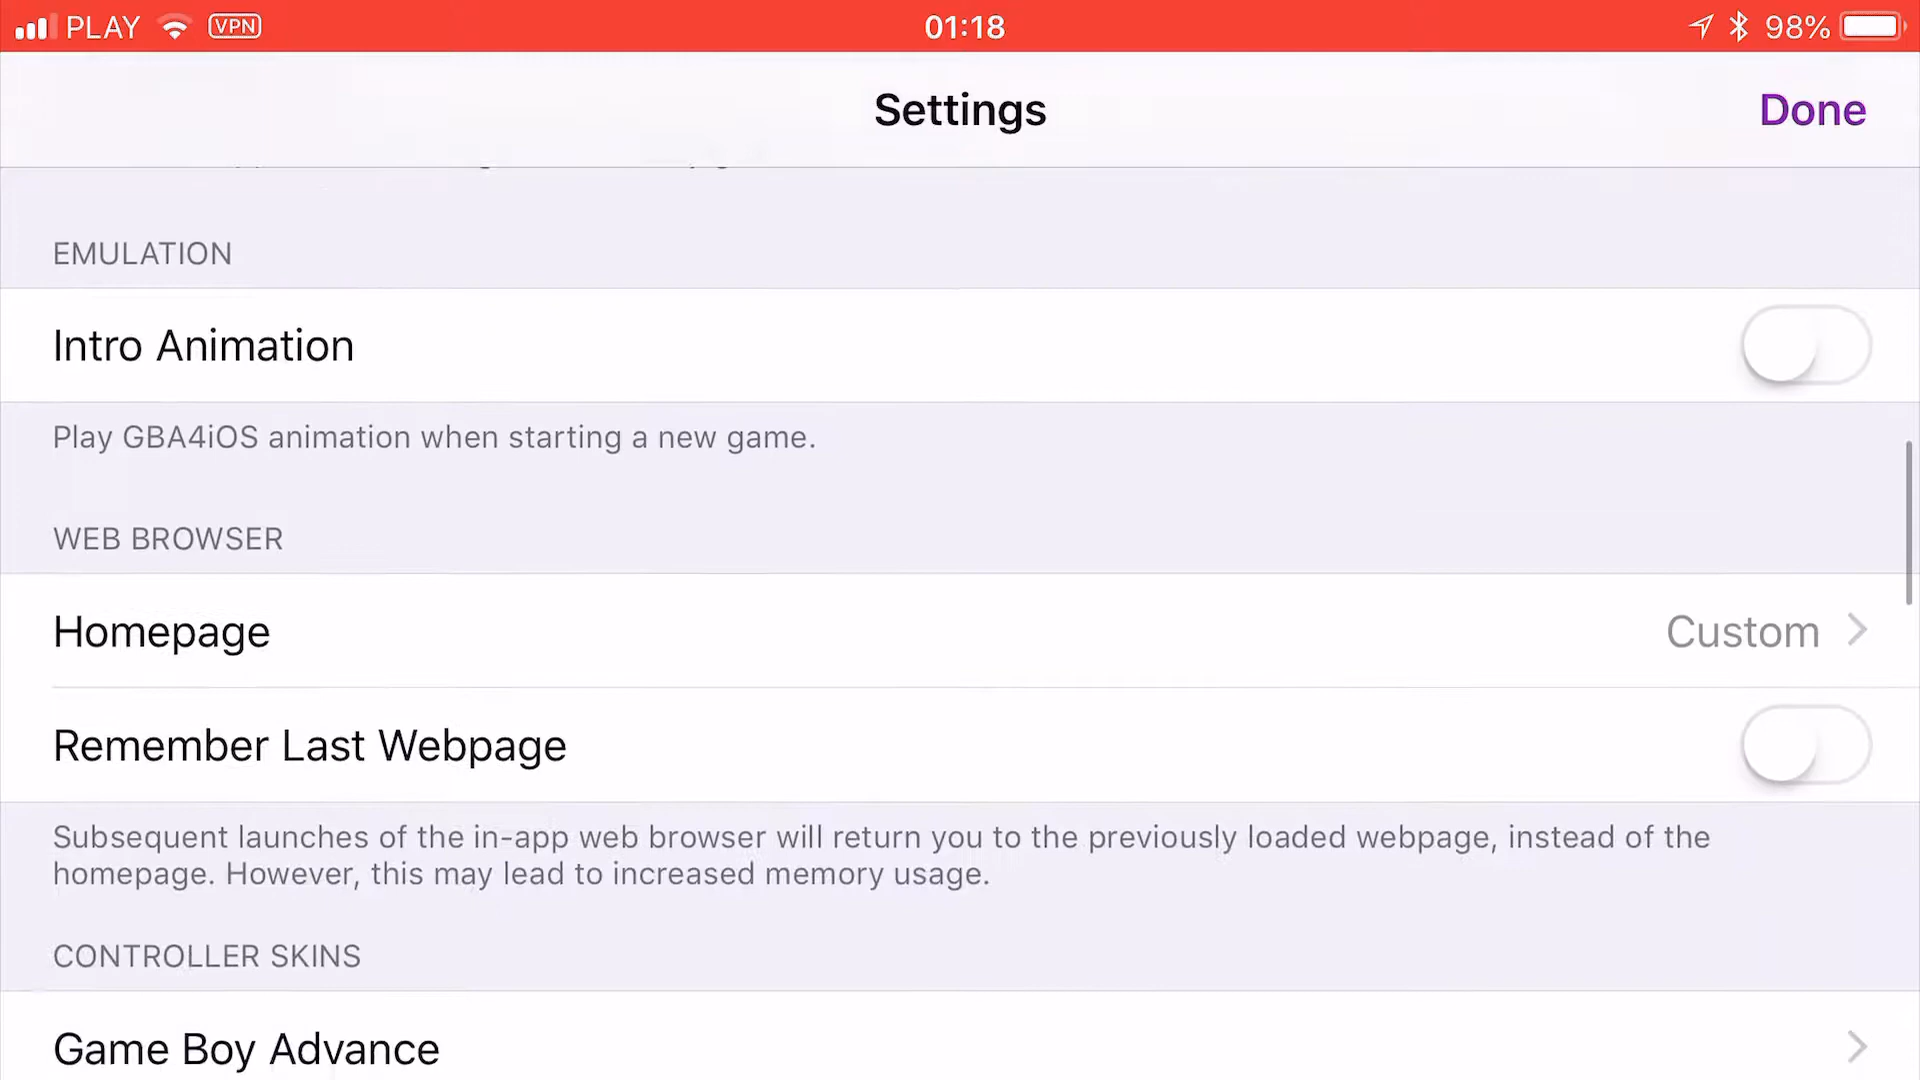 PLAY VPN 01:18 98%
Settings Done
EMULATION
Intro Animation
Play GBA4iOS animation when starting a new game.
WEB BROWSER
Homepage Custom
Remember Last Webpage
Subsequent launches of the in-app web browser will return you to the previously loaded webpage, instead of the
homepage. However, this may lead to increased memory usage.
CONTROLLER SKINS
Game Boy Advance